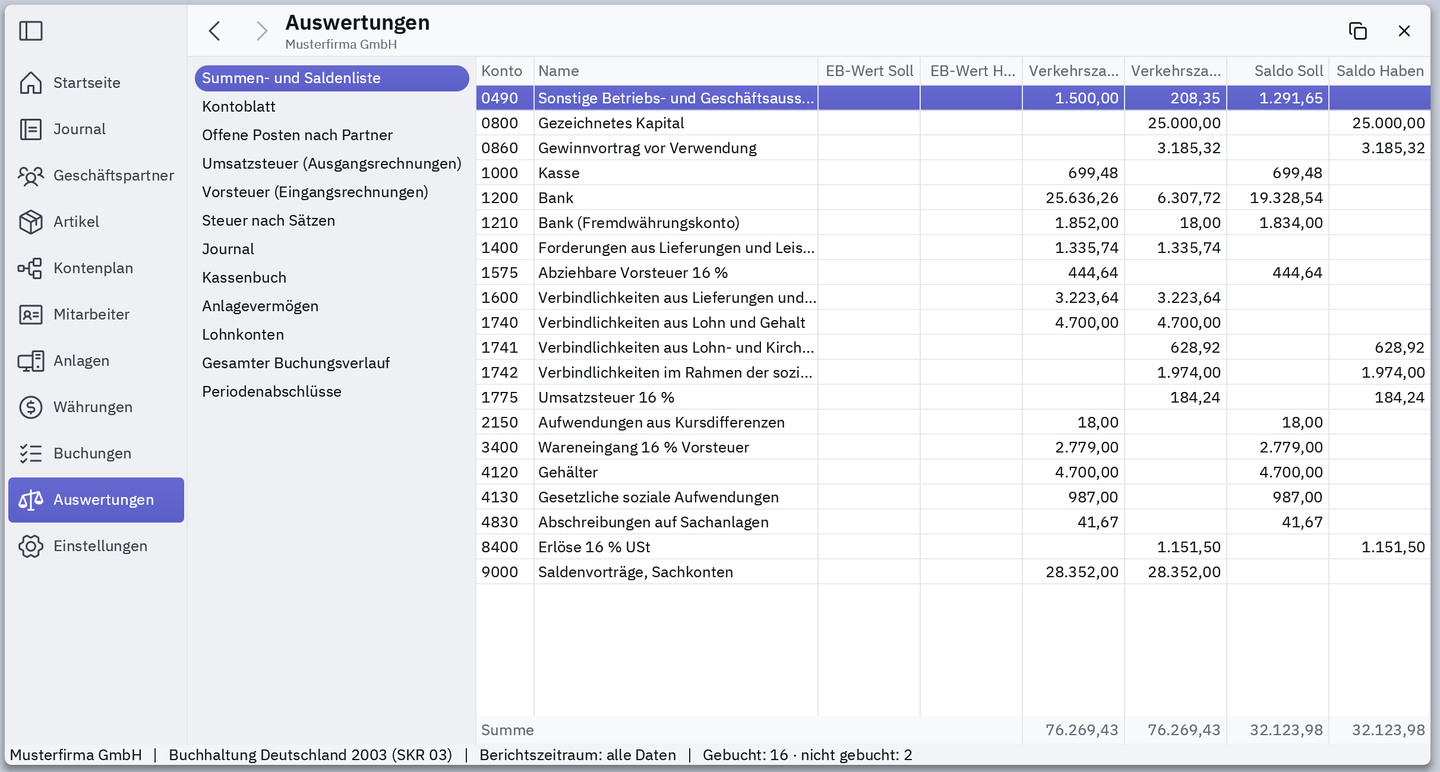 Auswertungen
Musterfirma GmbH
Startseite
Journal
Geschäftspartner
Artikel
Kontenplan
Mitarbeiter
Anlagen
Währungen
Buchungen
Auswertungen
Einstellungen
Summen- und Saldenliste
Kontoblatt
Offene Posten nach Partner
Umsatzsteuer (Ausgangsrechnungen)
Vorsteuer (Eingangsrechnungen)
Steuer nach Sätzen
Journal
Kassenbuch
Anlagevermögen
Lohnkonten
Gesamter Buchungsverlauf
Periodenabschlüsse
Konto Name EB-Wert Soll EB-Wert H... Verkehrsza... Verkehrsza... Saldo Soll Saldo Haben
0490 Sonstige Betriebs- und Geschäftsauss... 1.500,00 208,35 1.291,65
0800 Gezeichnetes Kapital 25.000,00 25.000,00
0860 Gewinnvortrag vor Verwendung 3.185,32 3.185,32
1000 Kasse 699,48 699,48
1200 Bank 25.636,26 6.307,72 19.328,54
1210 Bank (Fremdwährungskonto) 1.852,00 18,00 1.834,00
1400 Forderungen aus Lieferungen und Leis... 1.335,74 1.335,74
1575 Abziehbare Vorsteuer 16 % 444,64 444,64
1600 Verbindlichkeiten aus Lieferungen und... 3.223,64 3.223,64
1740 Verbindlichkeiten aus Lohn und Gehalt 4.700,00 4.700,00
1741 Verbindlichkeiten aus Lohn- und Kirch... 628,92 628,92
1742 Verbindlichkeiten im Rahmen der sozi... 1.974,00 1.974,00
1775 Umsatzsteuer 16 % 184,24 184,24
2150 Aufwendungen aus Kursdifferenzen 18,00 18,00
3400 Wareneingang 16 % Vorsteuer 2.779,00 2.779,00
4120 Gehälter 4.700,00 4.700,00
4130 Gesetzliche soziale Aufwendungen 987,00 987,00
4830 Abschreibungen auf Sachanlagen 41,67 41,67
8400 Erlöse 16 % USt 1.151,50 1.151,50
9000 Saldenvorträge, Sachkonten 28.352,00 28.352,00
Summe 76.269,43 76.269,43 32.123,98 32.123,98
Musterfirma GmbH | Buchhaltung Deutschland 2003 (SKR 03) | Berichtszeitraum: alle Daten | Gebucht: 16 · nicht gebucht: 2